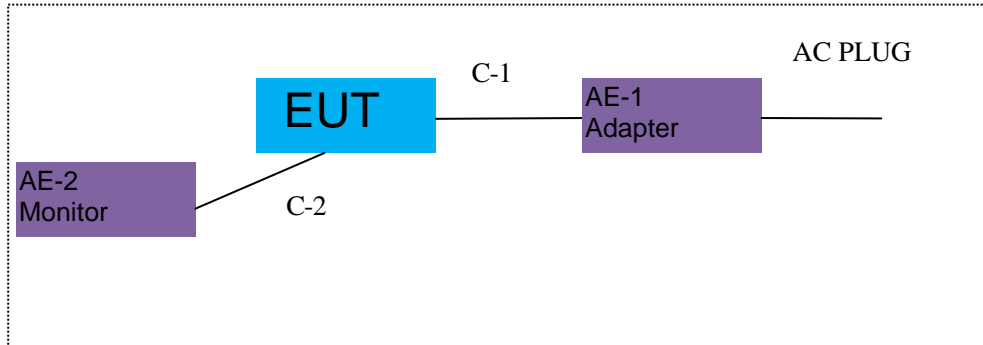 AC PLUG
C-1
EUT
AE-1
Adapter
AE-2
Monitor
C-2